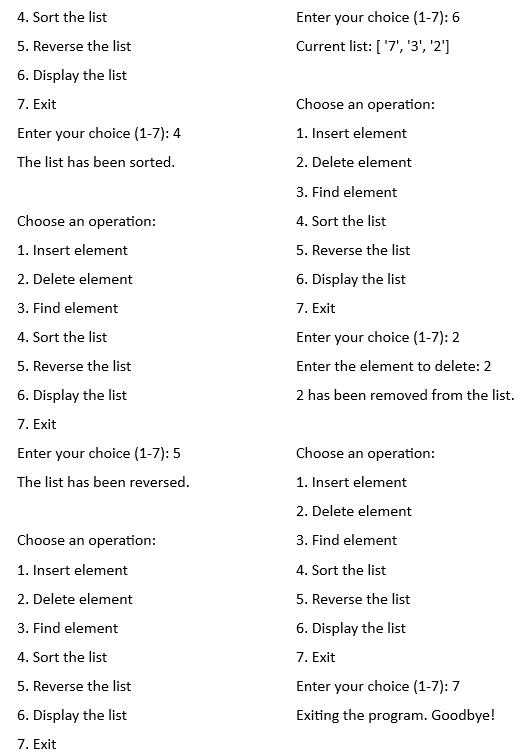 4. Sort the list
5. Reverse the list
6. Display the list
7. Exit
Enter your choice (1-7): 4
The list has been sorted.
Choose an operation:
1. Insert element
2. Delete element
3. Find element
4. Sort the list
5. Reverse the list
6. Display the list
7. Exit
Enter your choice (1-7): 5
The list has been reversed.
Choose an operation:
1. Insert element
2. Delete element
3. Find element
4. Sort the list
5. Reverse the list
6. Display the list
7. Exit
Enter your choice (1-7): 6
Current list: [ '7', '3', '2']
Choose an operation:
1. Insert element
2. Delete element
3. Find element
4. Sort the list
5. Reverse the list
6. Display the list
7. Exit
Enter your choice (1-7): 2
Enter the element to delete: 2
2 has been removed from the list.
Choose an operation:
1. Insert element
2. Delete element
3. Find element
4. Sort the list
5. Reverse the list
6. Display the list
7. Exit
Enter your choice (1-7): 7
Exiting the program. Goodbye!